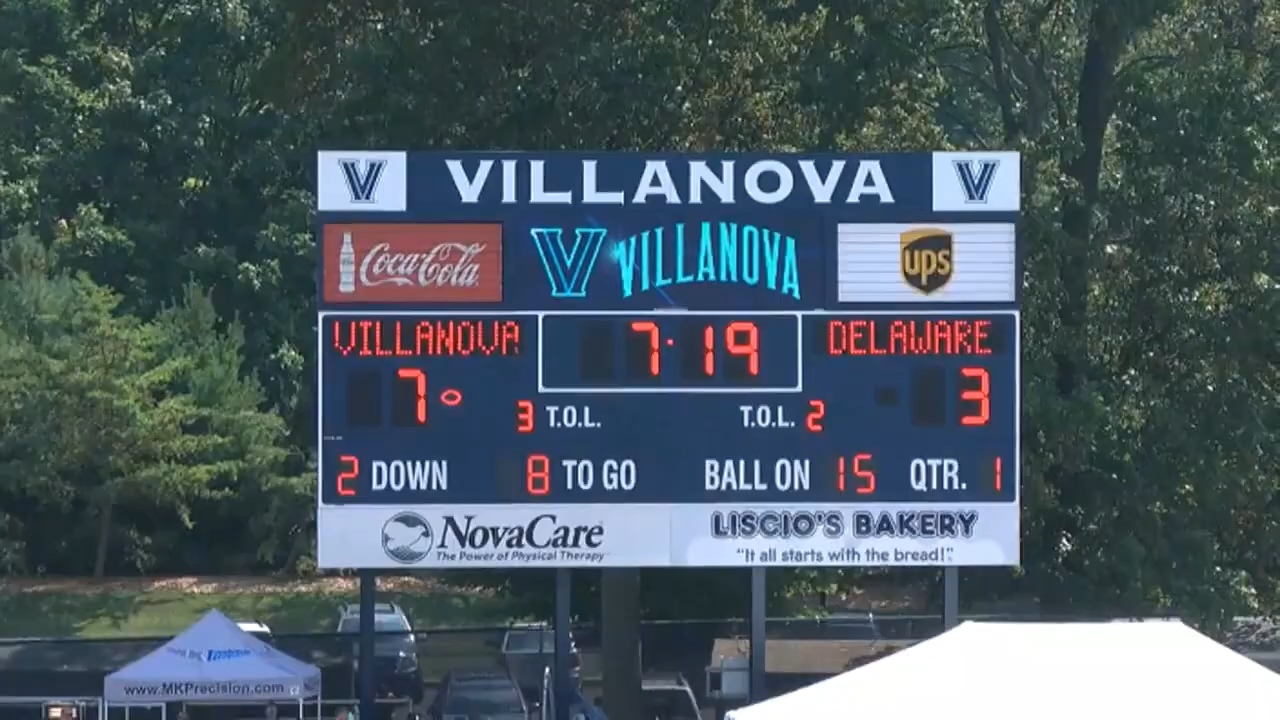 V VILLANOVA V
Coca-Cola V VILLANOVA ups
VILLANOVA 7:19 DELAWARE
7 3 T.O.L. T.O.L. 2 3
2 DOWN 8 TO GO BALL ON 15 QTR. 1
NovaCare
The Power of Physical Therapy
LISCIO'S BAKERY
"It all starts with the bread!"
www.MKPrecision.com